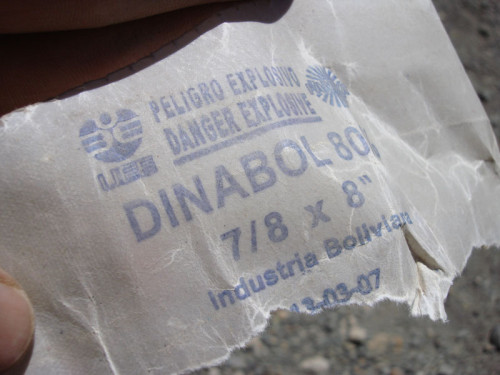 PELIGRO EXPLOSIVO
DANGER EXPLOSIVE
DINABOL 80
7/8 x 8"
Industria Boliviana
13-03-07